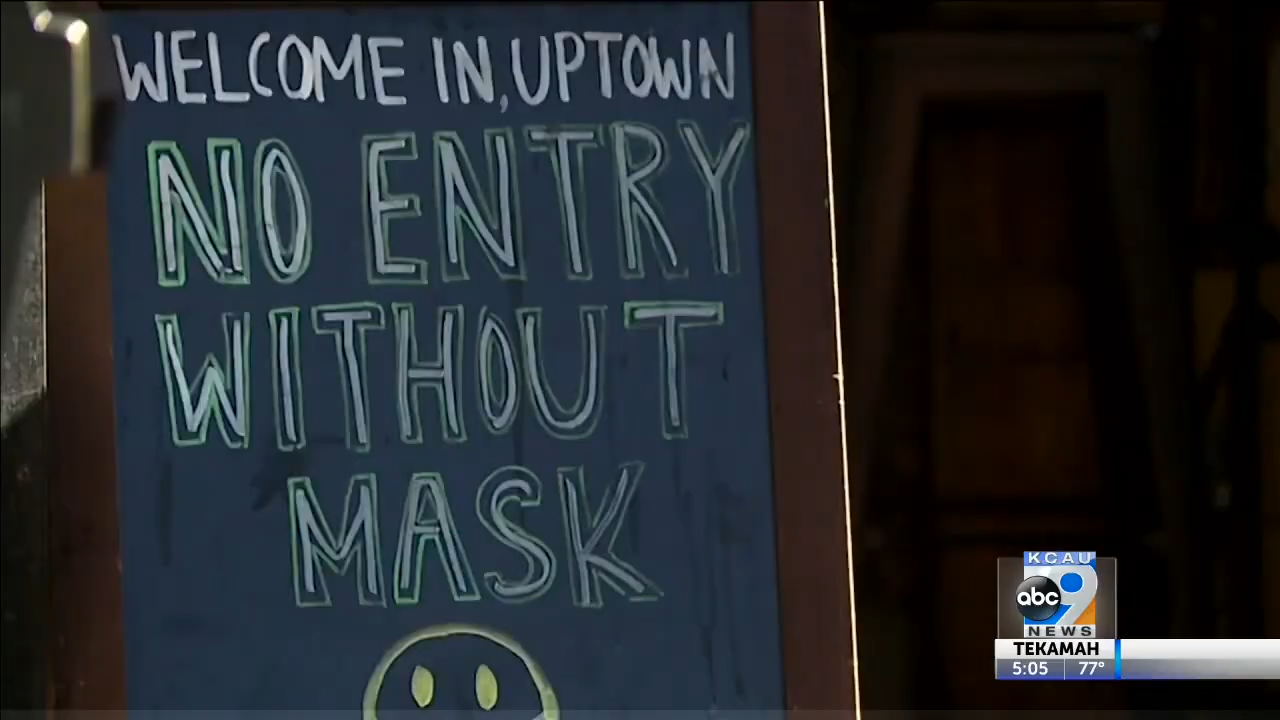 WELCOME IN, UPTOWN
NO ENTRY
WITHOUT
MASK
KCAU
abc 9
NEWS
TEKAMAH
5:05 77°